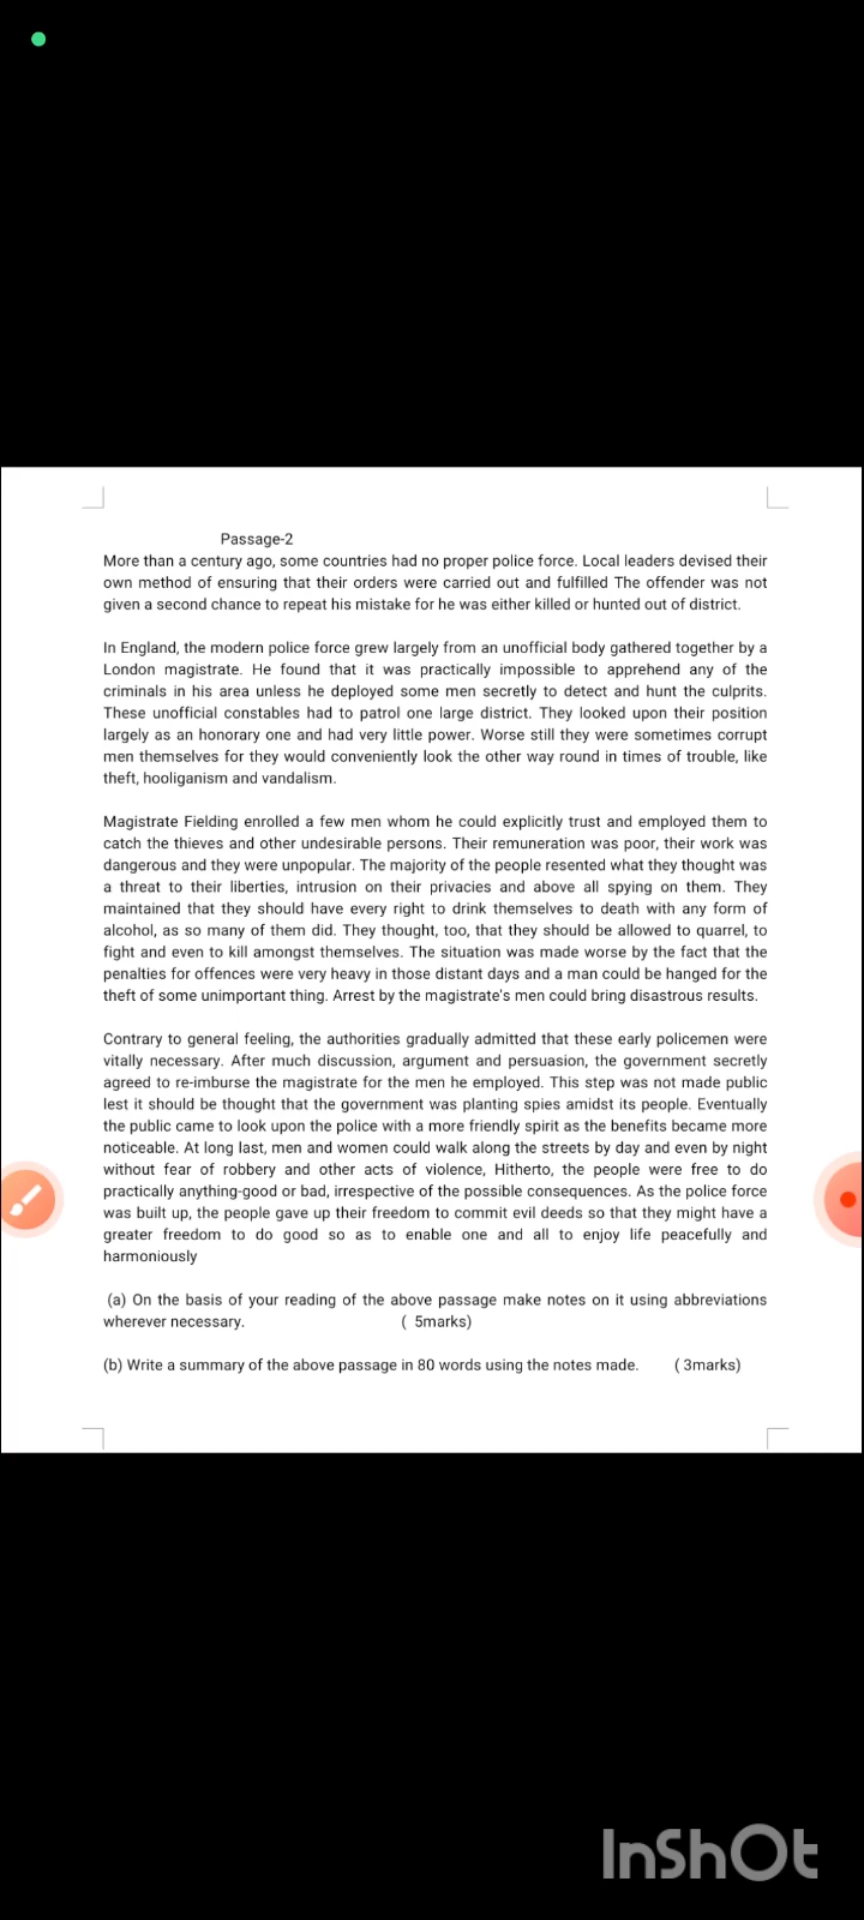 Passage-2
More than a century ago, some countries had no proper police force. Local leaders devised their
own method of ensuring that their orders were carried out and fulfilled The offender was not
given a second chance to repeat his mistake for he was either killed or hunted out of district.
In England, the modern police force grew largely from an unofficial body gathered together by a
London magistrate. He found that it was practically impossible to apprehend any of the
criminals in his area unless he deployed some men secretly to detect and hunt the culprits.
These unofficial constables had to patrol one large district. They looked upon their position
largely as an honorary one and had very little power. Worse still they were sometimes corrupt
men themselves for they would conveniently look the other way round in times of trouble, like
theft, hooliganism and vandalism.
Magistrate Fielding enrolled a few men whom he could explicitly trust and employed them to
catch the thieves and other undesirable persons. Their remuneration was poor, their work was
dangerous and they were unpopular. The majority of the people resented what they thought was
a threat to their liberties, intrusion on their privacies and above all spying on them. They
maintained that they should have every right to drink themselves to death with any form of
alcohol, as so many of them did. They thought, too, that they should be allowed to quarrel, to
fight and even to kill amongst themselves. The situation was made worse by the fact that the
penalties for offences were very heavy in those distant days and a man could be hanged for the
theft of some unimportant thing. Arrest by the magistrate's men could bring disastrous results.
Contrary to general feeling, the authorities gradually admitted that these early policemen were
vitally necessary. After much discussion, argument and persuasion, the government secretly
agreed to re-imburse the magistrate for the men he employed. This step was not made public
lest it should be thought that the government was planting spies amidst its people. Eventually
the public came to look upon the police with a more friendly spirit as the benefits became more
noticeable. At long last, men and women could walk along the streets by day and even by night
without fear of robbery and other acts of violence, Hitherto, the people were free to do
practically anything-good or bad, irrespective of the possible consequences. As the police force
was built up, the people gave up their freedom to commit evil deeds so that they might have a
greater freedom to do good so as to enable one and all to enjoy life peacefully and
harmoniously
(a) On the basis of your reading of the above passage make notes on it using abbreviations
wherever necessary. ( 5marks)
(b) Write a summary of the above passage in 80 words using the notes made. ( 3marks)
InShOt